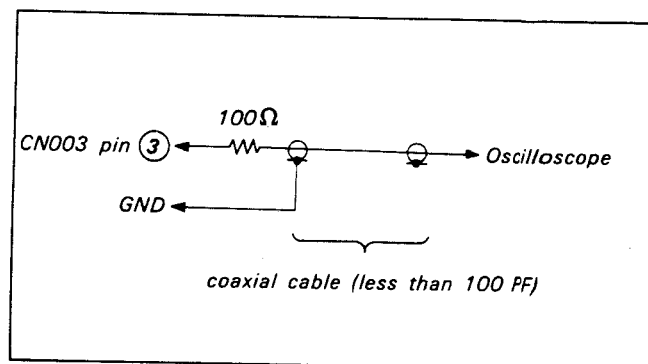 100Ω
CN003 pin ③
Oscilloscope
GND
coaxial cable (less than 100 PF)